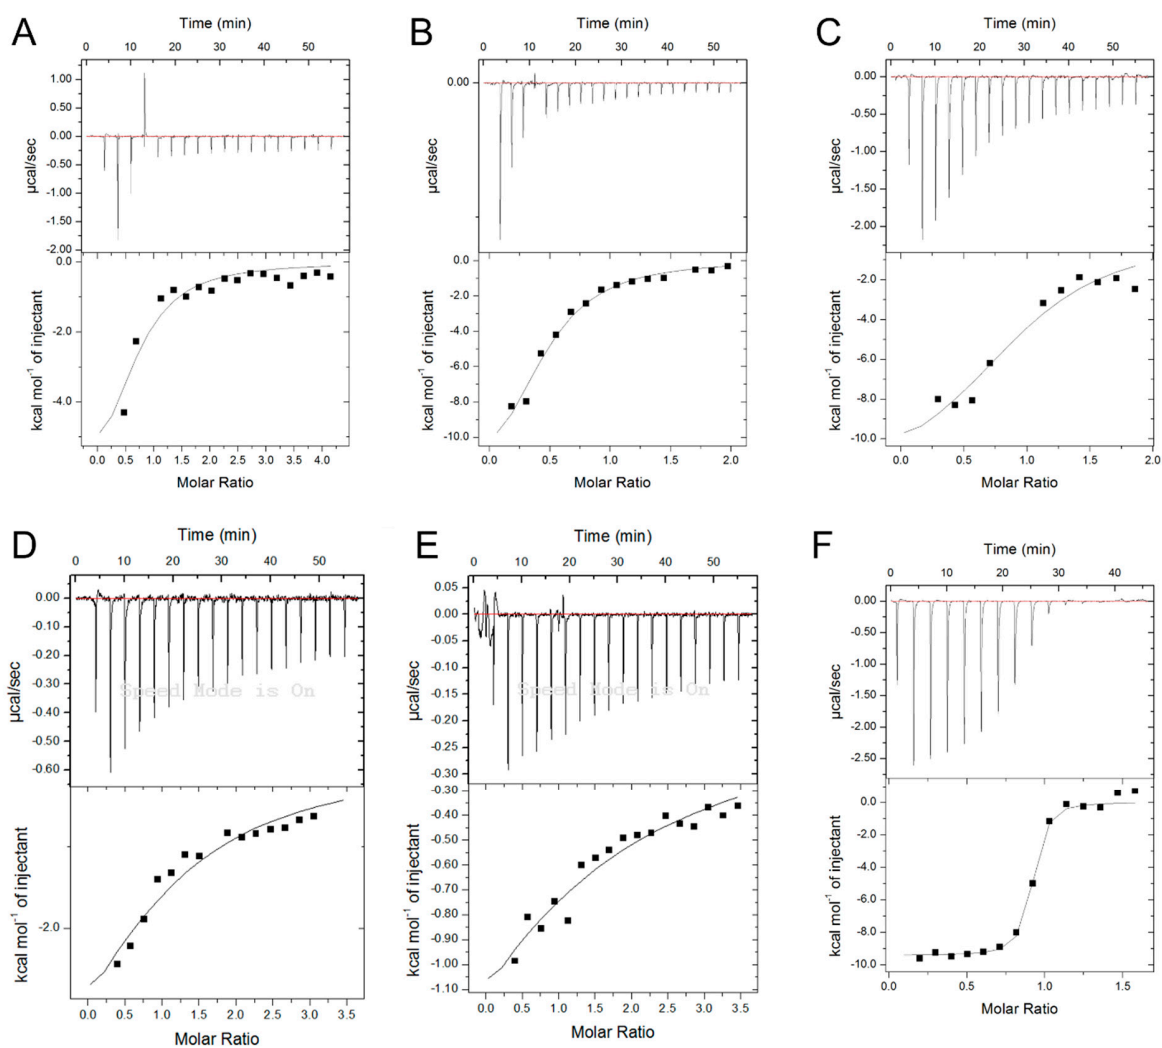 A
Time (min)
0 10 20 30 40 50
µcal/sec
1.00
0.50
0.00
-0.50
-1.00
-1.50
-2.00
kcal mol⁻¹ of injectant
0.0
-2.0
-4.0
0.0 0.5 1.0 1.5 2.0 2.5 3.0 3.5 4.0
Molar Ratio
B
Time (min)
0 10 20 30 40 50
µcal/sec
0.00
kcal mol⁻¹ of injectant
0.0
-2.0
-4.0
-6.0
-8.0
-10.0
0.0 0.5 1.0 1.5 2.0
Molar Ratio
C
Time (min)
0 10 20 30 40 50
µcal/sec
0.00
-0.50
-1.00
-1.50
-2.00
kcal mol⁻¹ of injectant
-2.0
-4.0
-6.0
-8.0
-10.0
0.0 0.5 1.0 1.5 2.0
Molar Ratio
D
Time (min)
0 10 20 30 40 50
µcal/sec
0.00
-0.10
-0.20
-0.30
-0.40
-0.50
-0.60
Speed Mode is On
kcal mol⁻¹ of injectant
-2.0
0.0 0.5 1.0 1.5 2.0 2.5 3.0 3.5
Molar Ratio
E
Time (min)
0 10 20 30 40 50
µcal/sec
0.05
0.00
-0.05
-0.10
-0.15
-0.20
-0.25
-0.30
Speed Mode is On
kcal mol⁻¹ of injectant
-0.30
-0.40
-0.50
-0.60
-0.70
-0.80
-0.90
-1.00
-1.10
0.0 0.5 1.0 1.5 2.0 2.5 3.0 3.5
Molar Ratio
F
Time (min)
0 10 20 30 40
µcal/sec
0.00
-0.50
-1.00
-1.50
-2.00
-2.50
kcal mol⁻¹ of injectant
0.0
-2.0
-4.0
-6.0
-8.0
-10.0
0.0 0.5 1.0 1.5
Molar Ratio